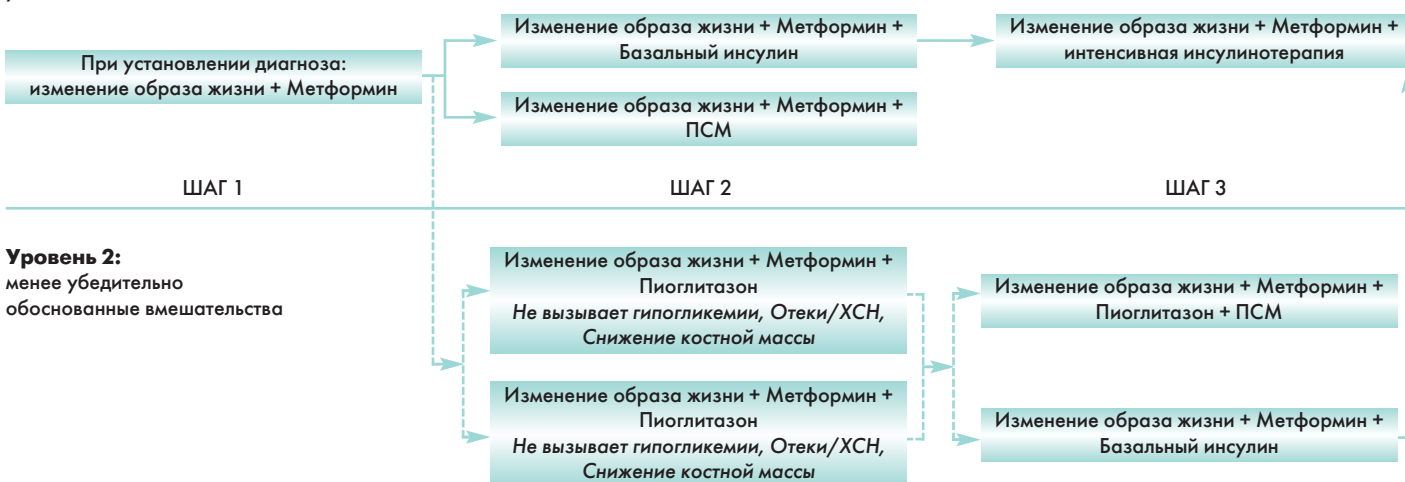 Изменение образа жизни + Метформин +
Базальный инсулин
Изменение образа жизни + Метформин +
интенсивная инсулинотерапия
При установлении диагноза:
изменение образа жизни + Метформин
Изменение образа жизни + Метформин +
ПСМ
ШАГ 1
ШАГ 2
ШАГ 3
Уровень 2:
менее убедительно
обоснованные вмешательства
Изменение образа жизни + Метформин +
Пиоглитазон
Не вызывает гипогликемии, Отеки/ХСН,
Снижение костной массы
Изменение образа жизни + Метформин +
Пиоглитазон + ПСМ
Изменение образа жизни + Метформин +
Пиоглитазон
Не вызывает гипогликемии, Отеки/ХСН,
Снижение костной массы
Изменение образа жизни + Метформин +
Базальный инсулин